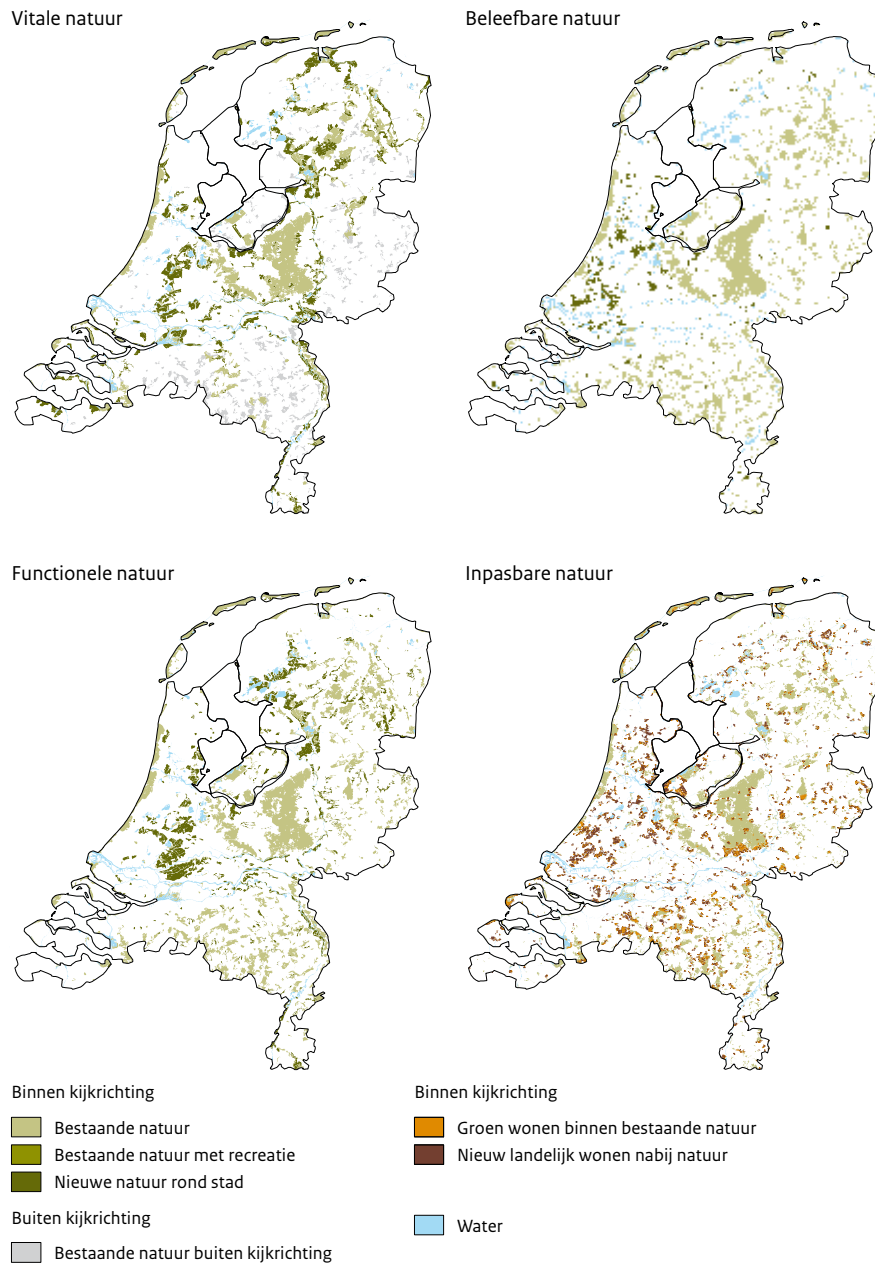 Vitale natuur
Beleefbare natuur
Functionele natuur
Inpasbare natuur
Binnen kijkrichting
Bestaande natuur
Bestaande natuur met recreatie
Nieuwe natuur rond stad
Buiten kijkrichting
Bestaande natuur buiten kijkrichting
Binnen kijkrichting
Groen wonen binnen bestaande natuur
Nieuw landelijk wonen nabij natuur
Water